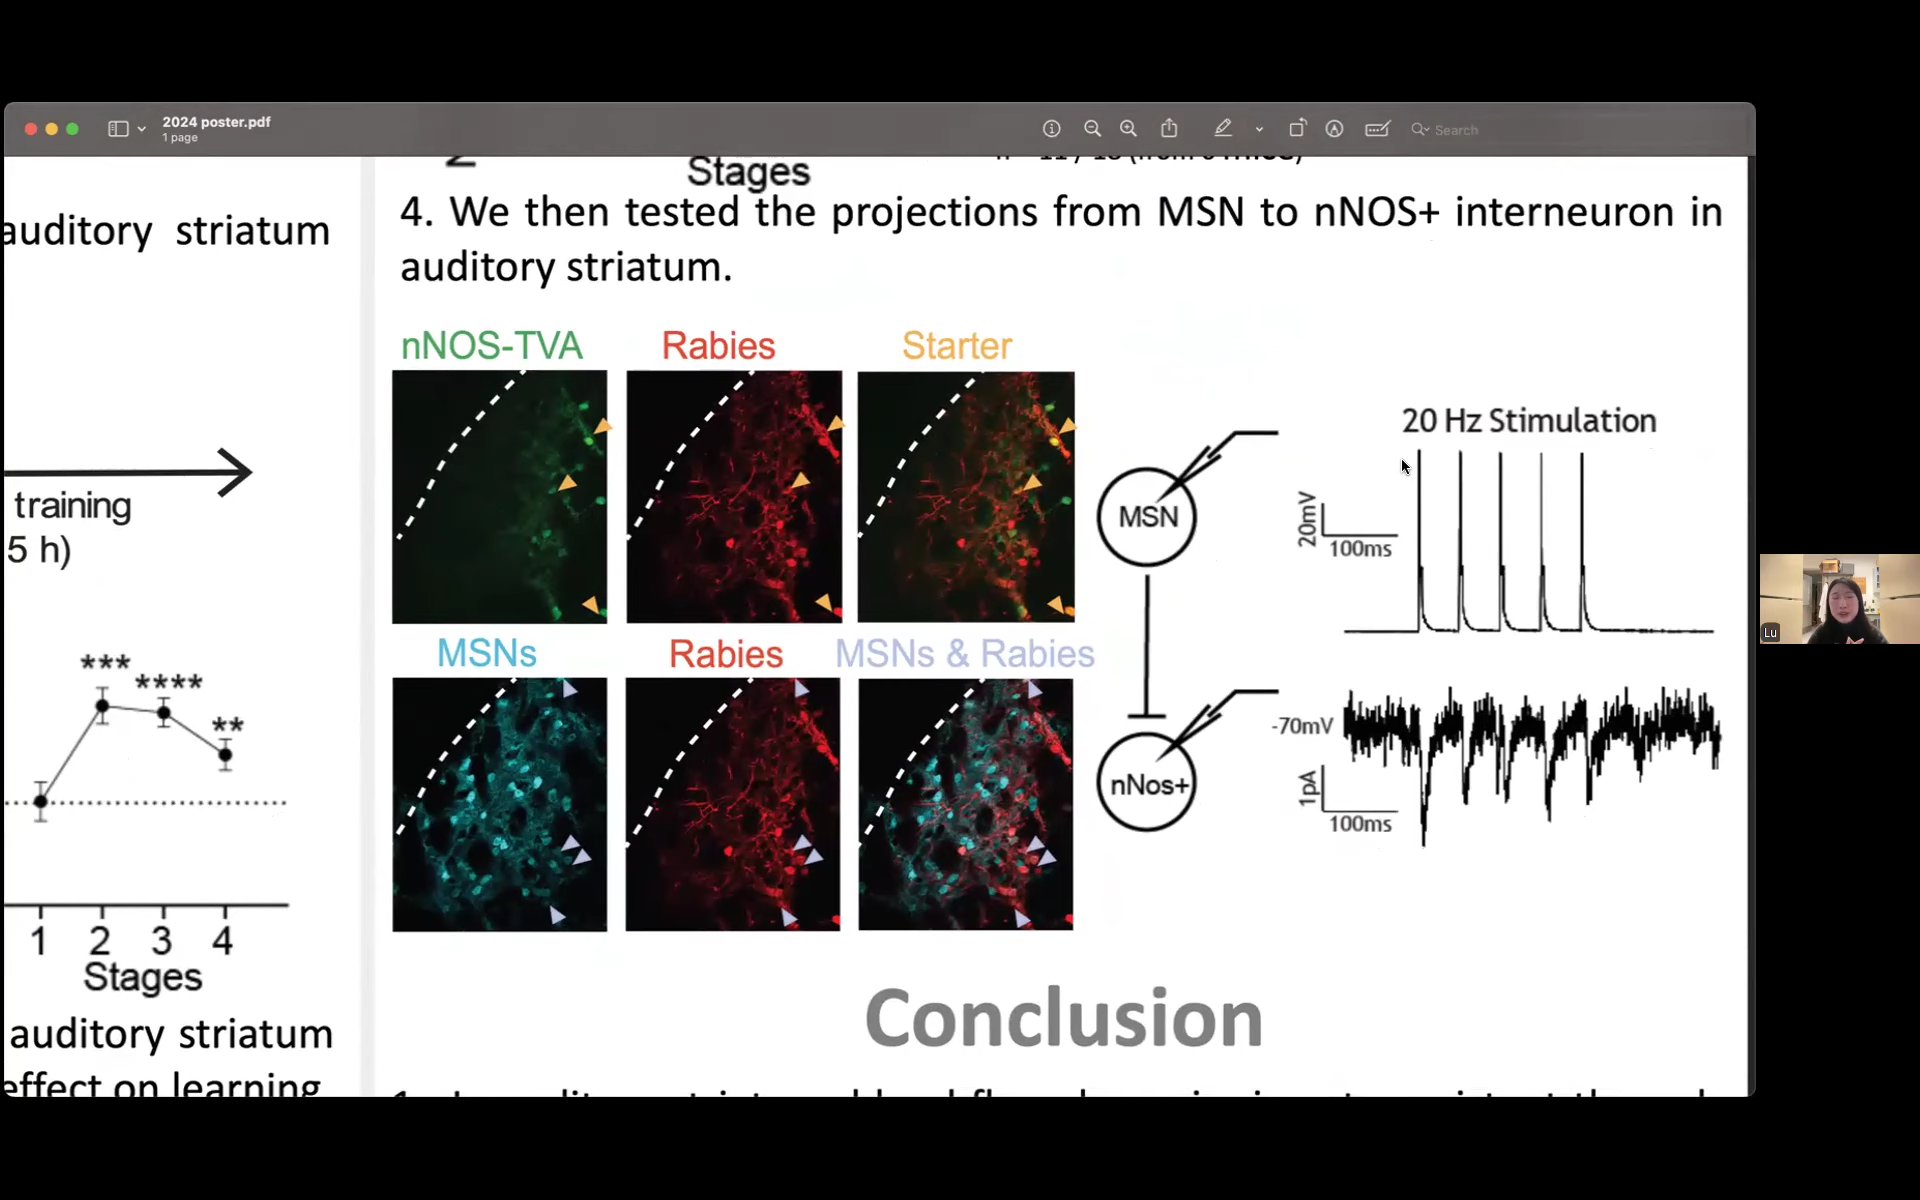 2024 poster.pdf
1 page
Search
Stages
auditory striatum
training
5 h)
***
****
**
1 2 3 4
Stages
auditory striatum
effect on learning
4. We then tested the projections from MSN to nNOS+ interneuron in
auditory striatum.
nNOS-TVA Rabies Starter
MSNs Rabies MSNs & Rabies
MSN
nNos+
20 Hz Stimulation
20mV
100ms
-70mV
1pA
100ms
Conclusion
Lu